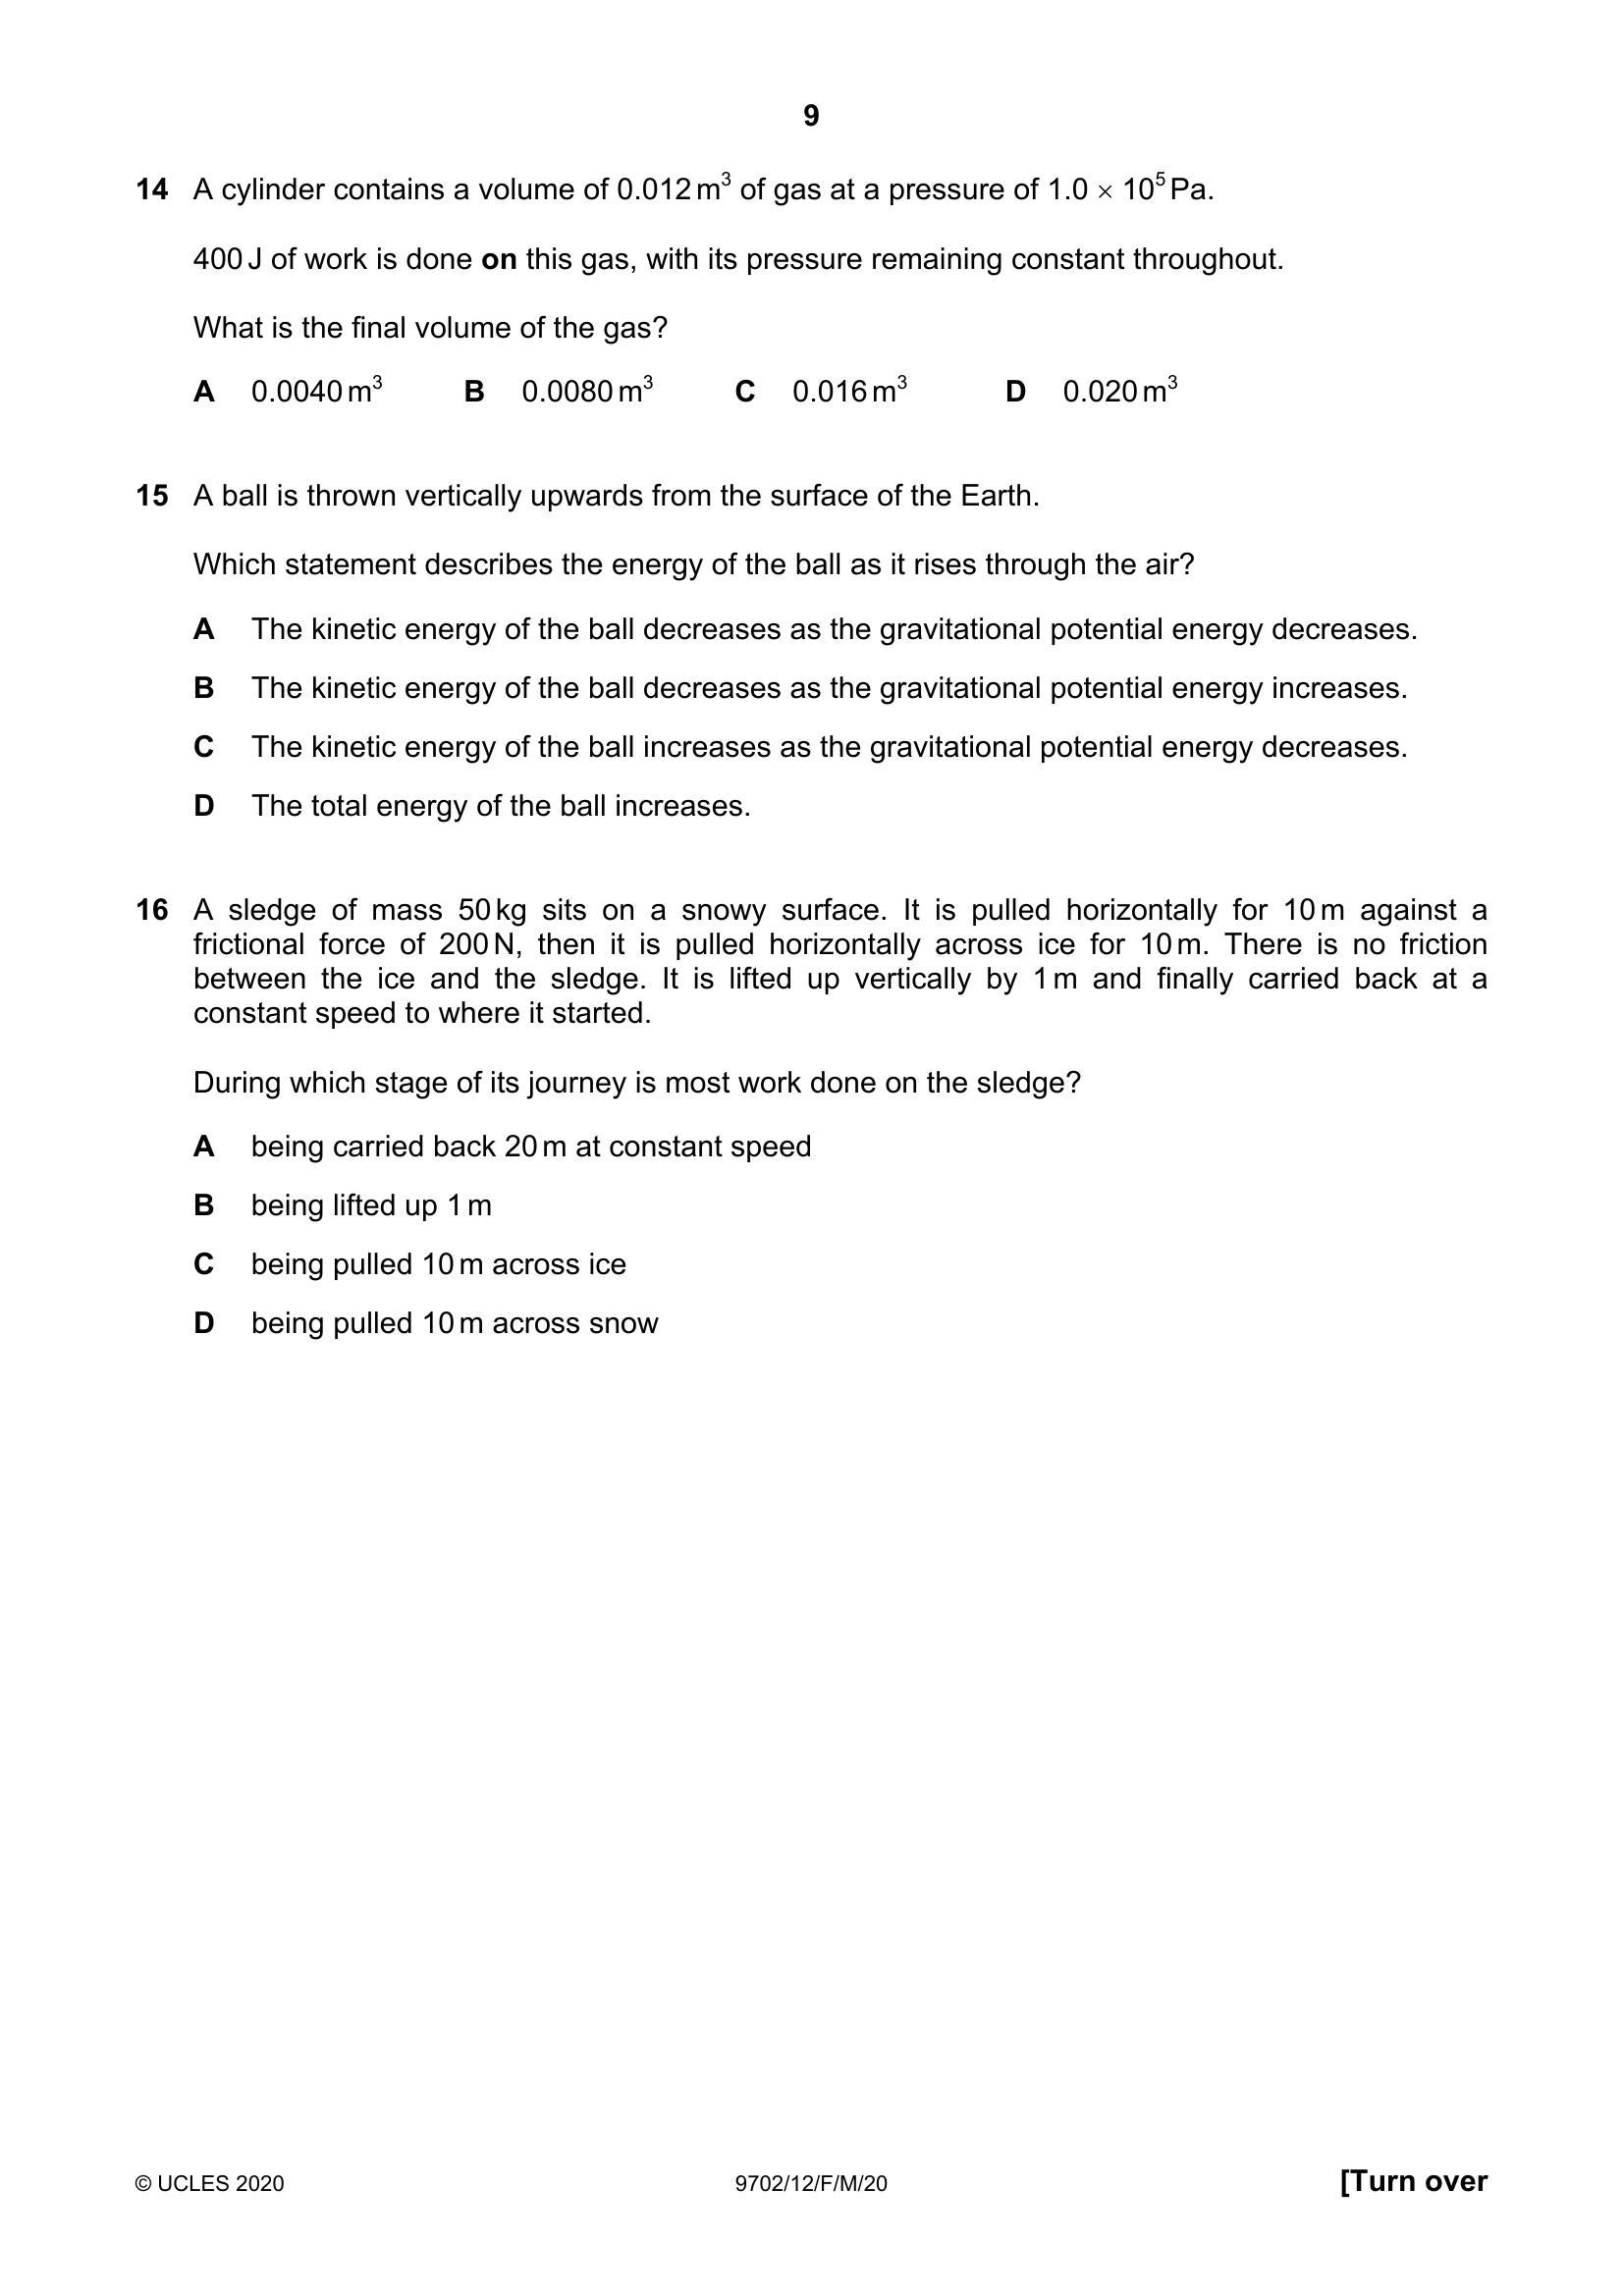 9
14 A cylinder contains a volume of 0.012 m³ of gas at a pressure of 1.0 × 10⁵ Pa.
400 J of work is done on this gas, with its pressure remaining constant throughout.
What is the final volume of the gas?
A 0.0040 m³ B 0.0080 m³ C 0.016 m³ D 0.020 m³
15 A ball is thrown vertically upwards from the surface of the Earth.
Which statement describes the energy of the ball as it rises through the air?
A The kinetic energy of the ball decreases as the gravitational potential energy decreases.
B The kinetic energy of the ball decreases as the gravitational potential energy increases.
C The kinetic energy of the ball increases as the gravitational potential energy decreases.
D The total energy of the ball increases.
16 A sledge of mass 50 kg sits on a snowy surface. It is pulled horizontally for 10 m against a
frictional force of 200 N, then it is pulled horizontally across ice for 10 m. There is no friction
between the ice and the sledge. It is lifted up vertically by 1 m and finally carried back at a
constant speed to where it started.
During which stage of its journey is most work done on the sledge?
A being carried back 20 m at constant speed
B being lifted up 1 m
C being pulled 10 m across ice
D being pulled 10 m across snow
© UCLES 2020 9702/12/F/M/20 [Turn over